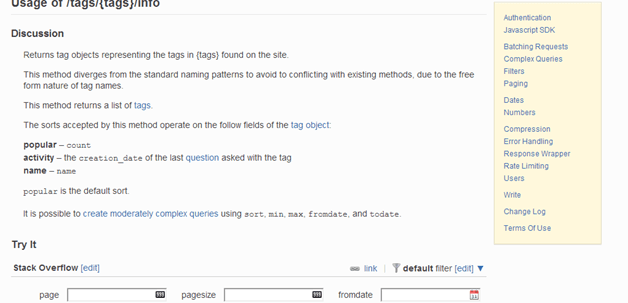 Usage of /tags/{tags}/info
Discussion
Returns tag objects representing the tags in {tags} found on the site.
This method diverges from the standard naming patterns to avoid to conflicting with existing methods, due to the free
form nature of tag names.
This method returns a list of tags.
The sorts accepted by this method operate on the follow fields of the tag object:
popular – count
activity – the creation_date of the last question asked with the tag
name – name
popular is the default sort.
It is possible to create moderately complex queries using sort, min, max, fromdate, and todate.
Try It
Stack Overflow [edit]
link | default filter [edit] ▼
page
pagesize
fromdate
Authentication
Javascript SDK
Batching Requests
Complex Queries
Filters
Paging
Dates
Numbers
Compression
Error Handling
Response Wrapper
Rate Limiting
Users
Write
Change Log
Terms Of Use